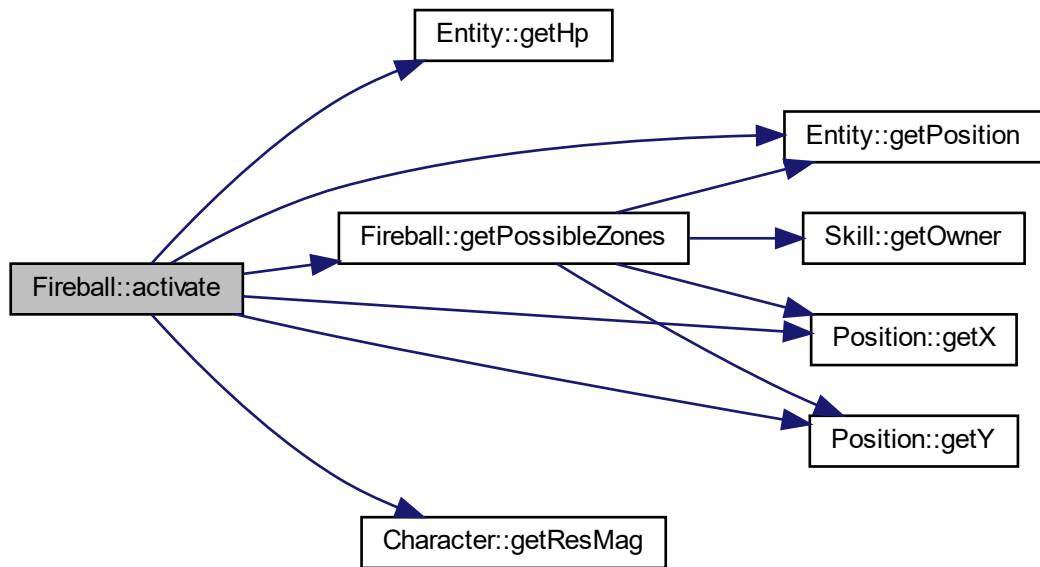 Entity::getHp
Entity::getPosition
Fireball::getPossibleZones
Skill::getOwner
Fireball::activate
Position::getX
Position::getY
Character::getResMag